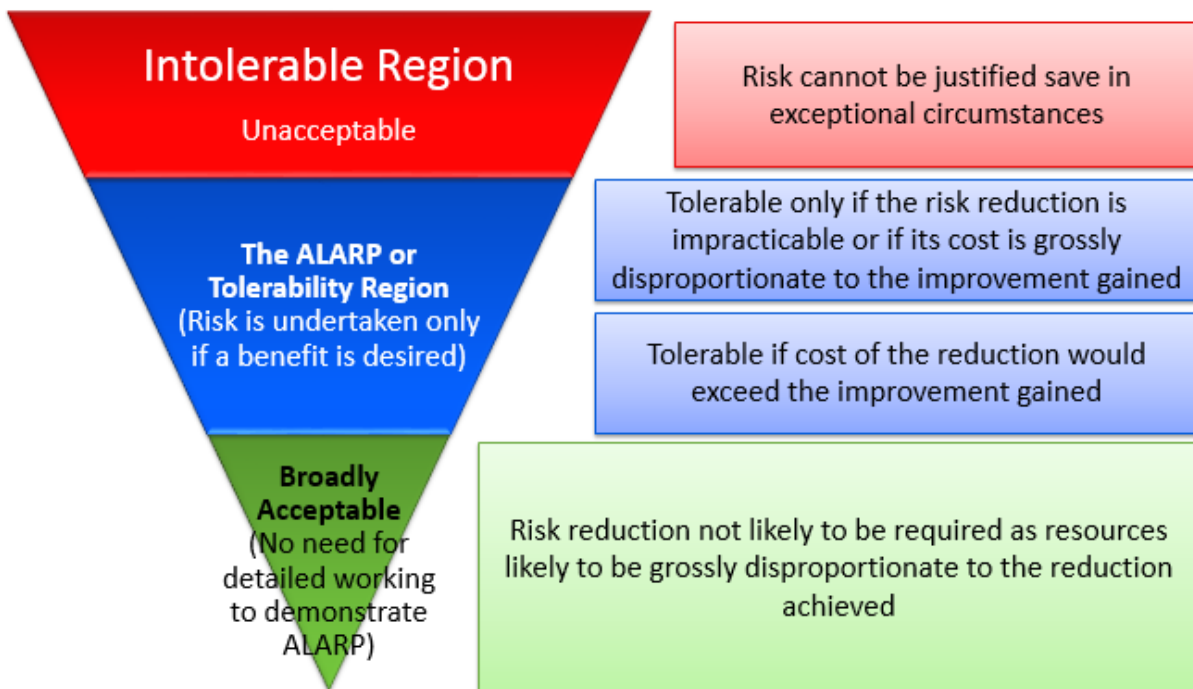 Intolerable Region
Unacceptable
Risk cannot be justified save in
exceptional circumstances
The ALARP or
Tolerability Region
(Risk is undertaken only
if a benefit is desired)
Tolerable only if the risk reduction is
impracticable or if its cost is grossly
disproportionate to the improvement gained
Tolerable if cost of the reduction would
exceed the improvement gained
Broadly
Acceptable
(No need for
detailed working
to demonstrate
ALARP)
Risk reduction not likely to be required as resources
likely to be grossly disproportionate to the reduction
achieved